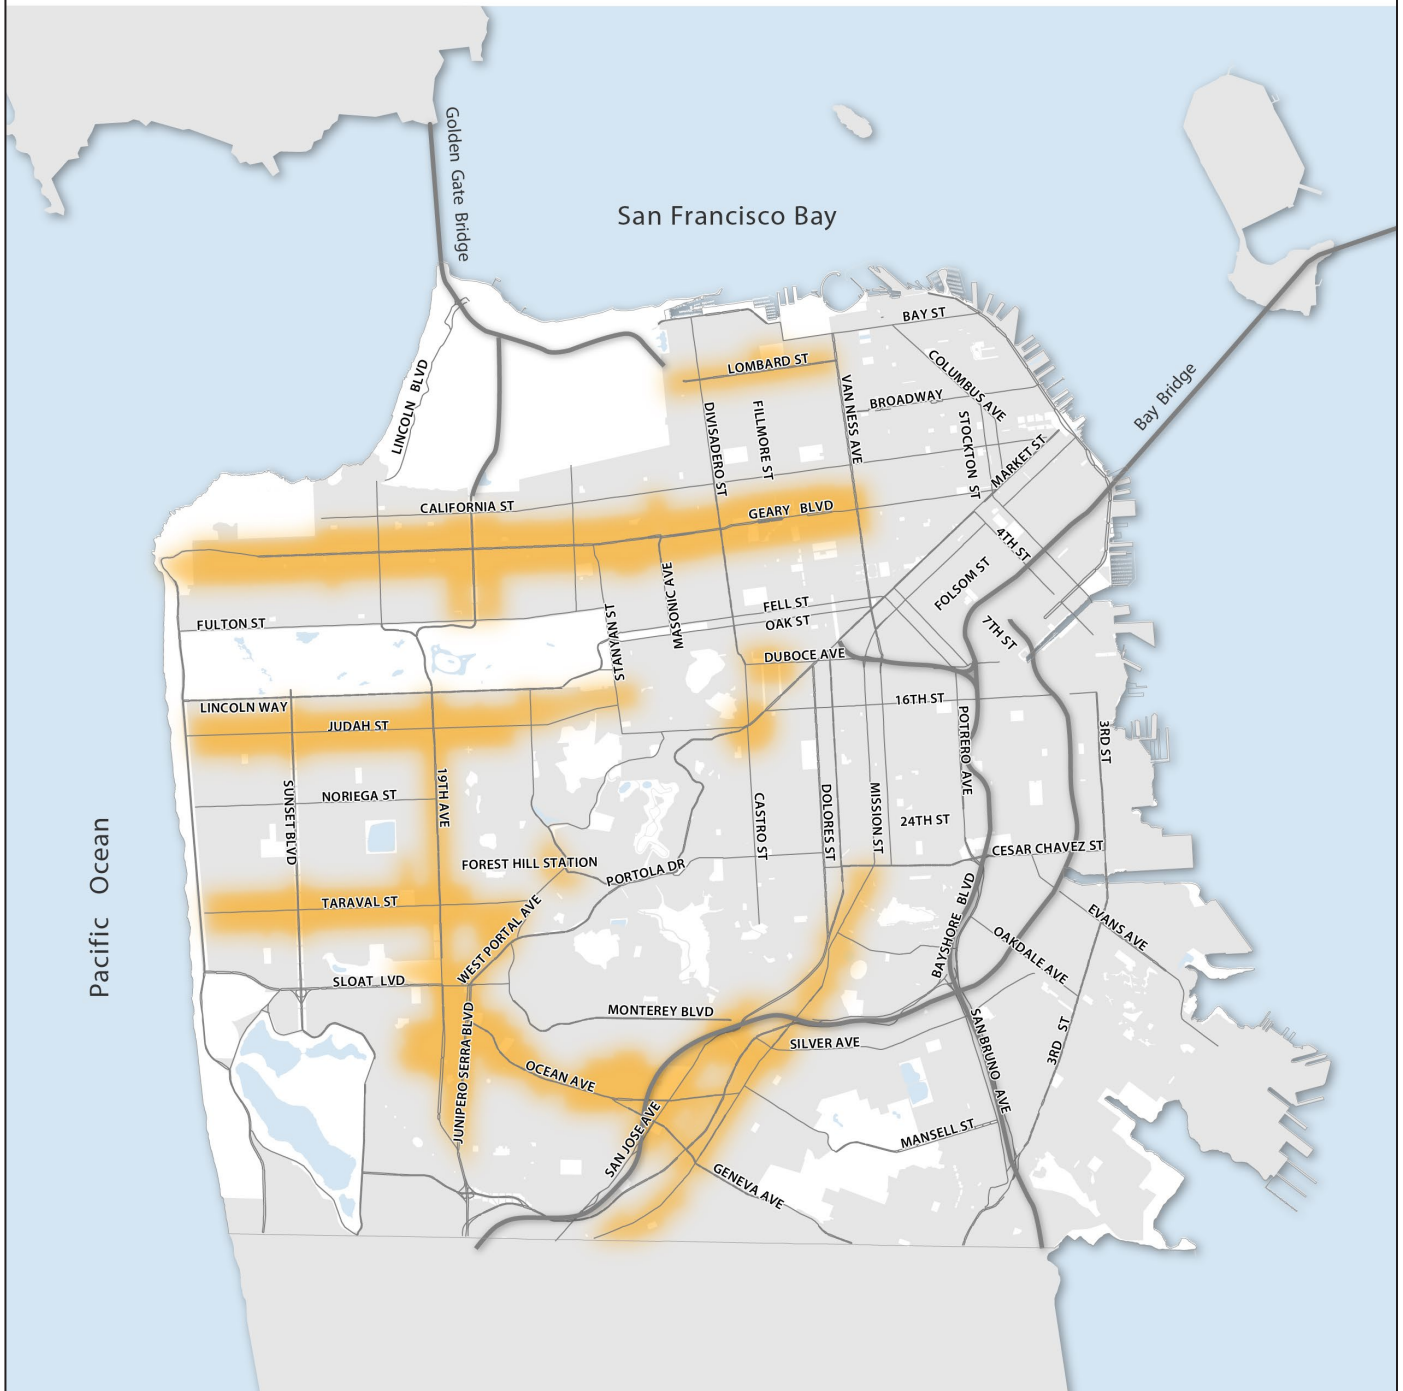 Golden Gate Bridge
San Francisco Bay
BAY ST
LOMBARD ST
COLUMBUS AVE
LINCOLN BLVD
VAN NESS AVE
BROADWAY
Bay Bridge
DIVISADERO ST
FILLMORE ST
STOCKTON ST
MARKET ST
CALIFORNIA ST
GEARY BLVD
4TH ST
FOLSOM ST
MASONIC AVE
STANYAN ST
FELL ST
FULTON ST
OAK ST
7TH ST
DUBOCE AVE
LINCOLN WAY
16TH ST
JUDAH ST
POTRERO AVE
3RD ST
19TH AVE
SUNSET BLVD
NORIEGA ST
CASTRO ST
DOLORES ST
MISSION ST
24TH ST
CESAR CHAVEZ ST
FOREST HILL STATION
PORTOLA DR
Pacific Ocean
TARAVAL ST
WEST PORTAL AVE
BAYSHORE BLVD
EVANS AVE
OAKDALE AVE
SLOAT LVD
MONTEREY BLVD
JUNIPERO SERRA BLVD
SILVER AVE
SAN BRUNO AVE
3RD ST
OCEAN AVE
SAN JOSE AVE
MANSELL ST
GENEVA AVE